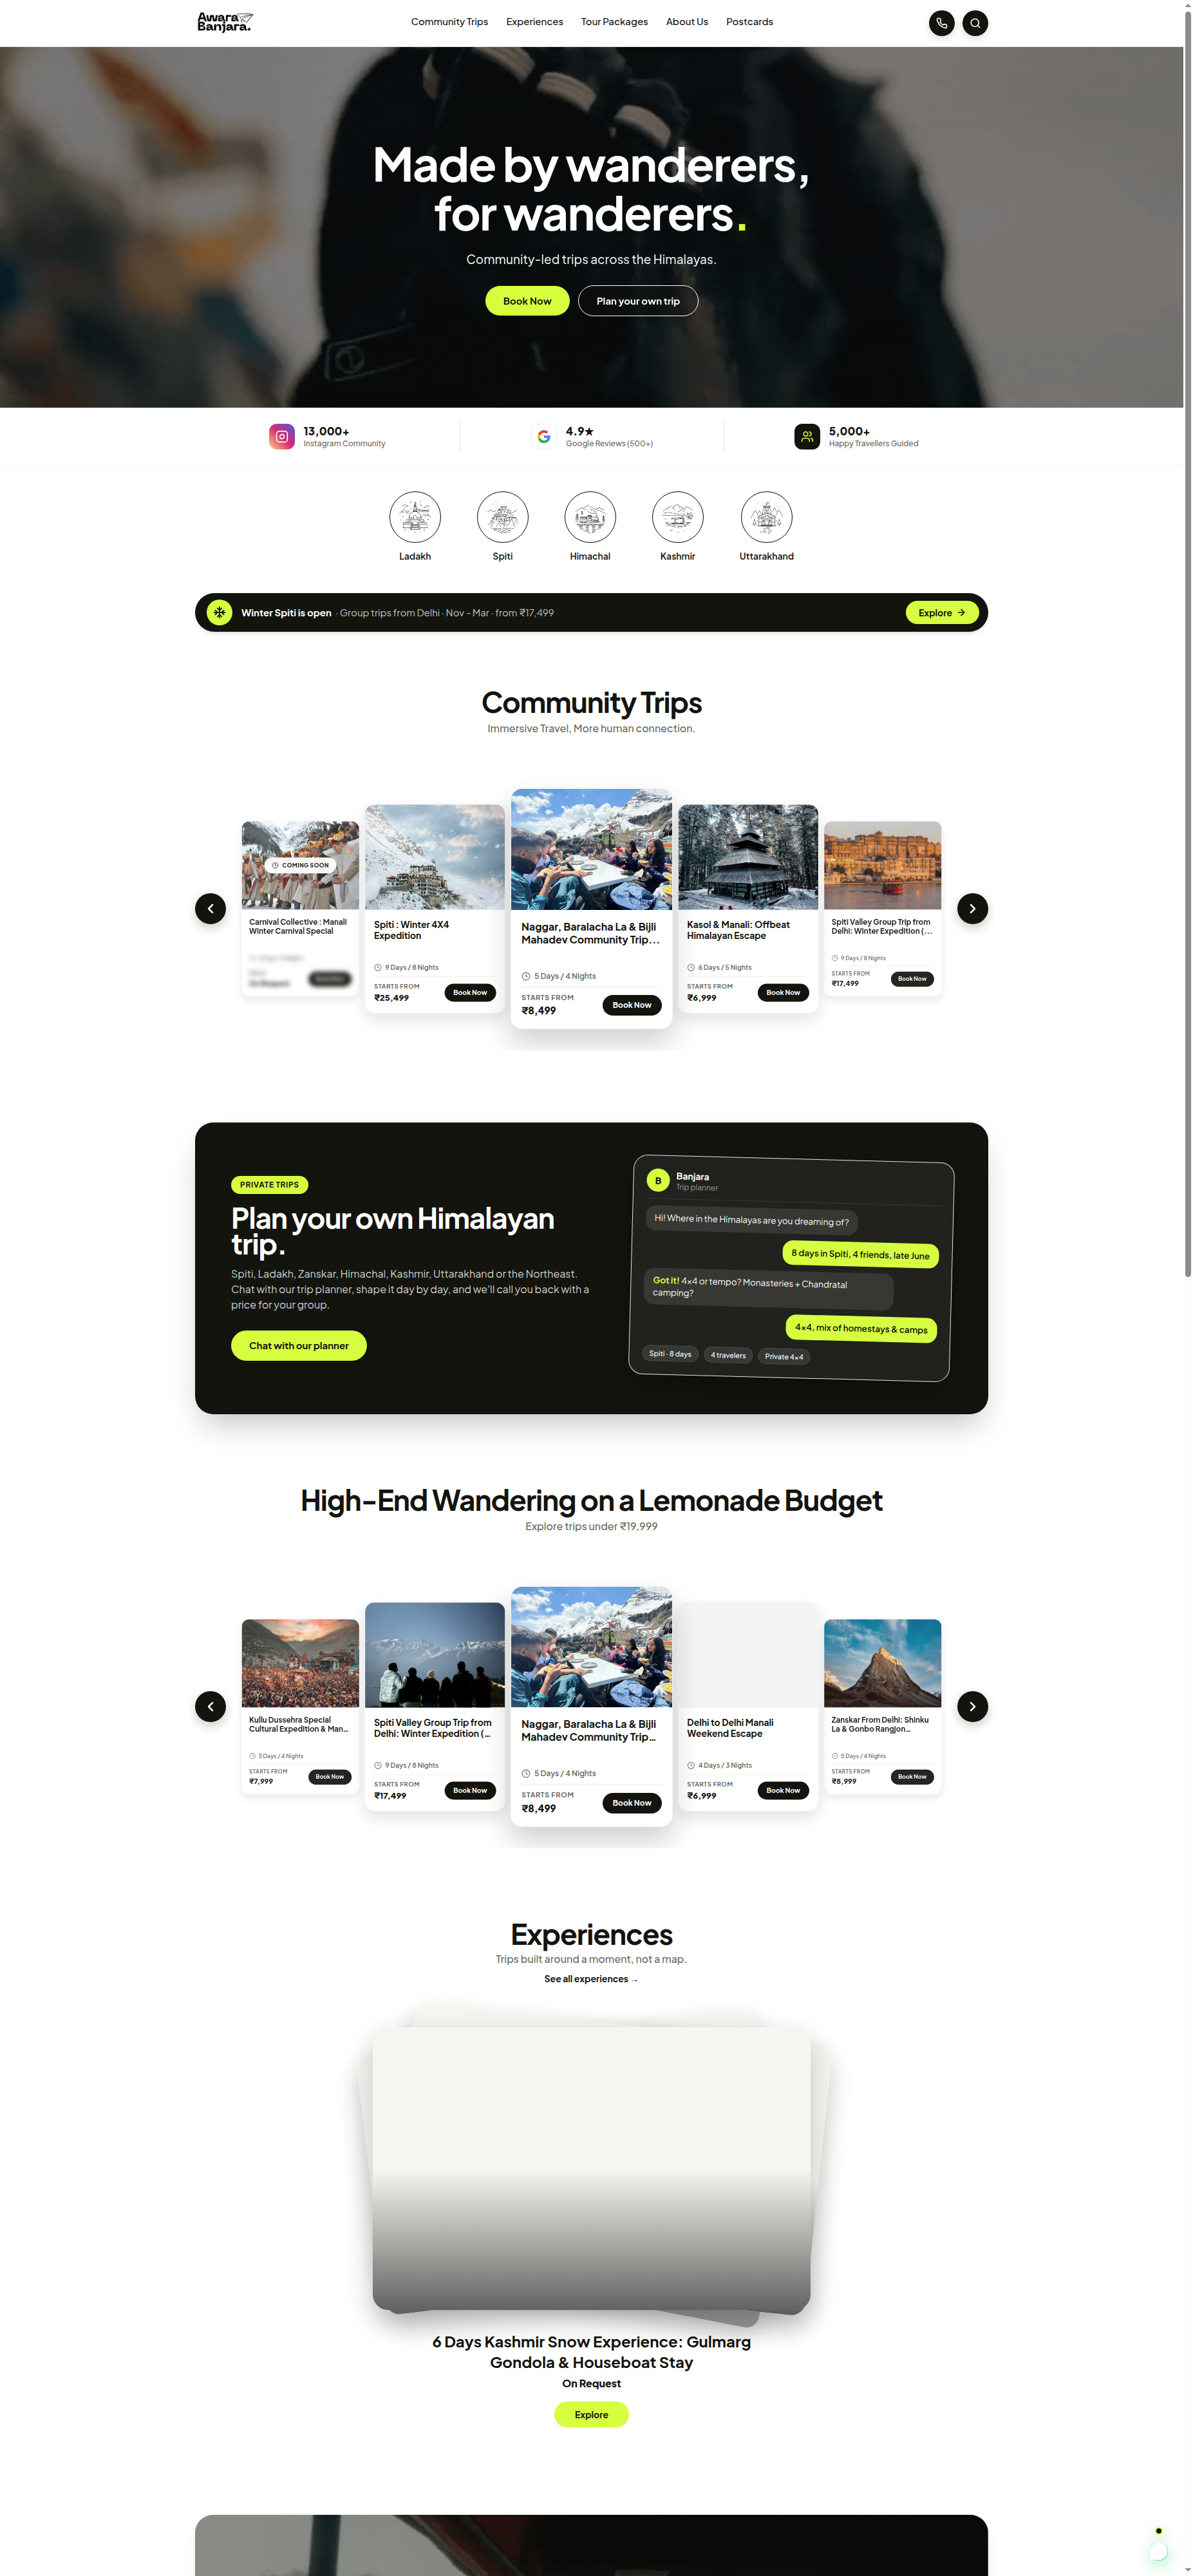 Awara
Banjara.
Community Trips
Experiences
Tour Packages
About Us
Postcards
Made by wanderers,
for wanderers.
Community-led trips across the Himalayas.
Book Now
Plan your own trip
13,000+
Instagram Community
4.9★
Google Reviews (500+)
5,000+
Happy Travellers Guided
Ladakh
Spiti
Himachal
Kashmir
Uttarakhand
Winter Spiti is open · Group trips from Delhi · Nov - Mar · from ₹17,499
Explore →
Community Trips
Immersive Travel, More human connection.
COMING SOON
Carnival Collective : Manali
Winter Carnival Special
On Request
Spiti : Winter 4X4
Expedition
9 Days / 8 Nights
STARTS FROM
₹25,499
Book Now
Naggar, Baralacha La & Bijli
Mahadev Community Trip...
5 Days / 4 Nights
STARTS FROM
₹8,499
Book Now
Kasol & Manali: Offbeat
Himalayan Escape
6 Days / 5 Nights
STARTS FROM
₹6,999
Book Now
Spiti Valley Group Trip from
Delhi: Winter Expedition (...
9 Days / 8 Nights
STARTS FROM
₹17,499
Book Now
PRIVATE TRIPS
Plan your own Himalayan
trip.
Spiti, Ladakh, Zanskar, Himachal, Kashmir, Uttarakhand or the Northeast.
Chat with our trip planner, shape it day by day, and we'll call you back with a
price for your group.
Chat with our planner
B
Banjara
Trip planner
Hi! Where in the Himalayas are you dreaming of?
8 days in Spiti, 4 friends, late June
Got it! 4×4 or tempo? Monasteries + Chandratal
camping?
4×4, mix of homestays & camps
Spiti · 8 days
4 travelers
Private 4×4
High-End Wandering on a Lemonade Budget
Explore trips under ₹19,999
Kullu Dussehra Special
Cultural Expedition & Man...
5 Days / 4 Nights
STARTS FROM
₹7,999
Book Now
Spiti Valley Group Trip from
Delhi: Winter Expedition (...
9 Days / 8 Nights
STARTS FROM
₹17,499
Book Now
Naggar, Baralacha La & Bijli
Mahadev Community Trip...
5 Days / 4 Nights
STARTS FROM
₹8,499
Book Now
Delhi to Delhi Manali
Weekend Escape
4 Days / 3 Nights
STARTS FROM
₹6,999
Book Now
Zanskar From Delhi: Shinku
La & Gonbo Rangjon...
5 Days / 4 Nights
STARTS FROM
₹8,999
Book Now
Experiences
Trips built around a moment, not a map.
See all experiences →
6 Days Kashmir Snow Experience: Gulmarg
Gondola & Houseboat Stay
On Request
Explore